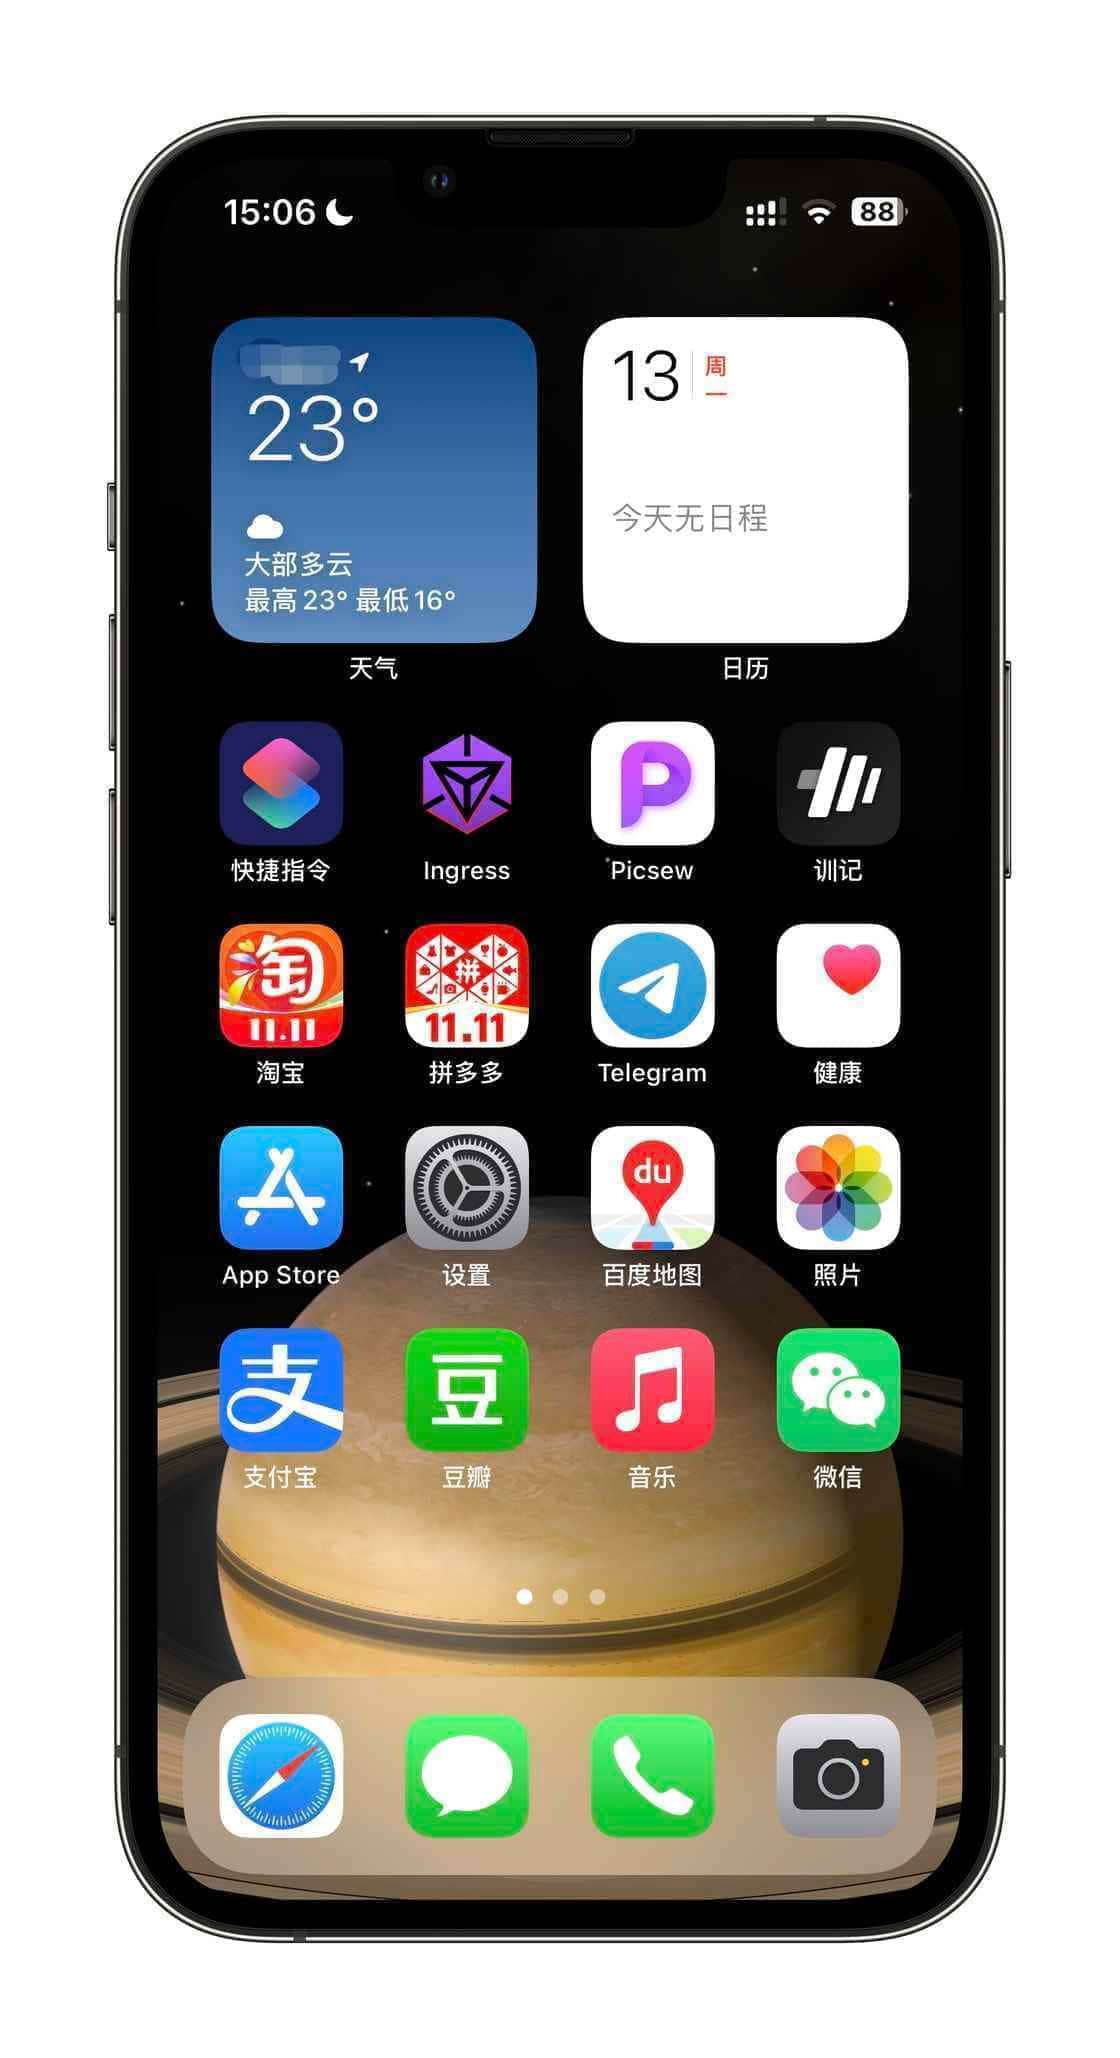 15:06
88
23°
大部多云
最高 23° 最低 16°
天气
13 周一
今天无日程
日历
快捷指令 Ingress Picsew 训记
淘 11.11 拼 11.11
淘宝 拼多多 Telegram 健康
du
App Store 设置 百度地图 照片
支 豆
支付宝 豆瓣 音乐 微信